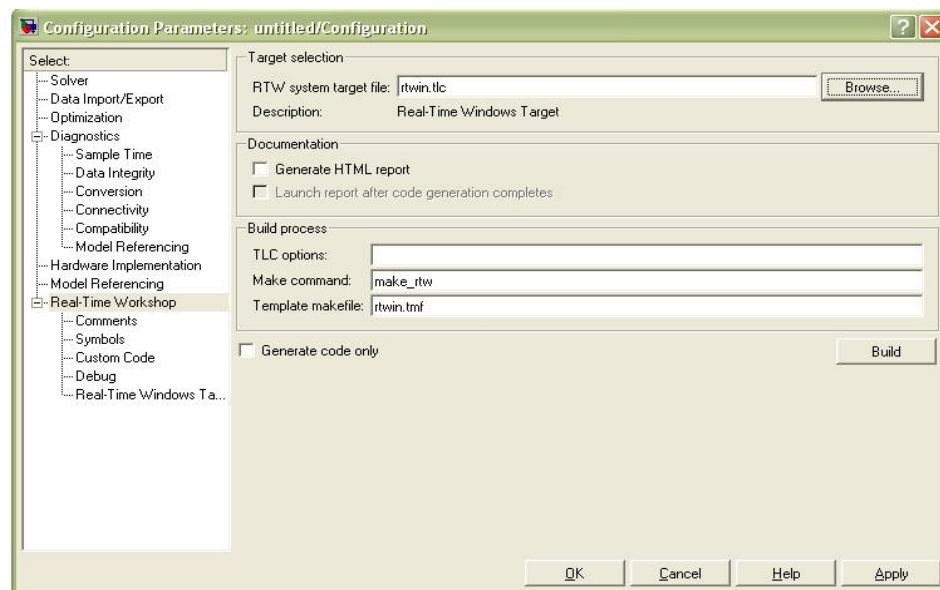 Configuration Parameters: untitled/Configuration
Select:
Solver
Data Import/Export
Optimization
Diagnostics
Sample Time
Data Integrity
Conversion
Connectivity
Compatibility
Model Referencing
Hardware Implementation
Model Referencing
Real-Time Workshop
Comments
Symbols
Custom Code
Debug
Real-Time Windows Ta...
Target selection
RTW system target file: rtwin.tlc Browse...
Description: Real-Time Windows Target
Documentation
Generate HTML report
Launch report after code generation completes
Build process
TLC options:
Make command: make_rtw
Template makefile: rtwin.tmf
Generate code only Build
OK Cancel Help Apply